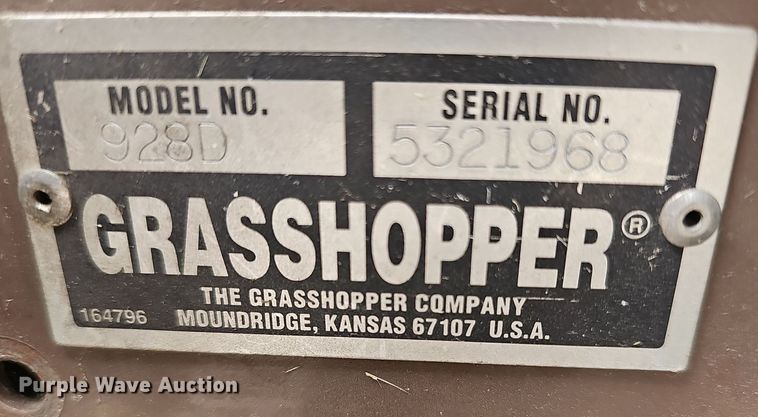 MODEL NO. SERIAL NO.
928D 5321968
GRASSHOPPER®
THE GRASSHOPPER COMPANY
164796 MOUNDRIDGE, KANSAS 67107 U.S.A.
Purple Wave Auction